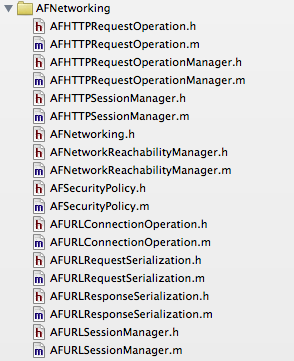 AFNetworking
h AFHTTPRequestOperation.h
m AFHTTPRequestOperation.m
h AFHTTPRequestOperationManager.h
m AFHTTPRequestOperationManager.m
h AFHTTPSessionManager.h
m AFHTTPSessionManager.m
h AFNetworking.h
h AFNetworkReachabilityManager.h
m AFNetworkReachabilityManager.m
h AFSecurityPolicy.h
m AFSecurityPolicy.m
h AFURLConnectionOperation.h
m AFURLConnectionOperation.m
h AFURLRequestSerialization.h
m AFURLRequestSerialization.m
h AFURLResponseSerialization.h
m AFURLResponseSerialization.m
h AFURLSessionManager.h
m AFURLSessionManager.m